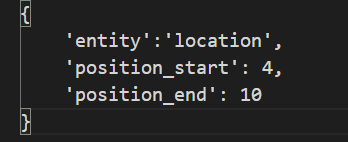 {
    'entity':'location',
    'position_start': 4,
    'position_end': 10
}